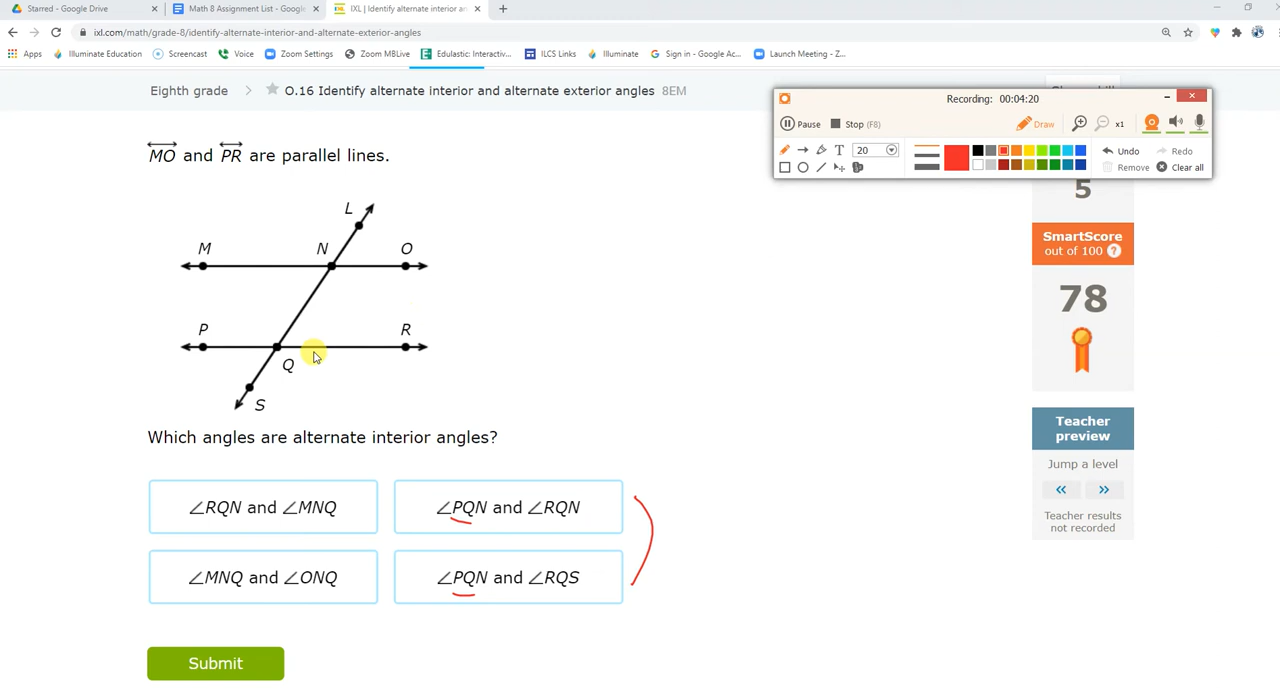 Starred - Google Drive
Math 8 Assignment List - Google
IXL | Identify alternate interior an
ixl.com/math/grade-8/identify-alternate-interior-and-alternate-exterior-angles
Apps Illuminate Education Screencast Voice Zoom Settings Zoom MBLive Edulastic: Interactiv... ILCS Links Illuminate Sign in - Google Ac... Launch Meeting - Z...
Eighth grade > O.16 Identify alternate interior and alternate exterior angles 8EM
Recording: 00:04:20
Pause Stop (F8) Draw x1
T 20 Undo Redo
Remove Clear all
MO and PR are parallel lines.
L
M N O
P R
Q
S
5
SmartScore
out of 100 ?
78
Teacher
preview
Jump a level
Teacher results
not recorded
Which angles are alternate interior angles?
∠RQN and ∠MNQ
∠PQN and ∠RQN
∠MNQ and ∠ONQ
∠PQN and ∠RQS
Submit